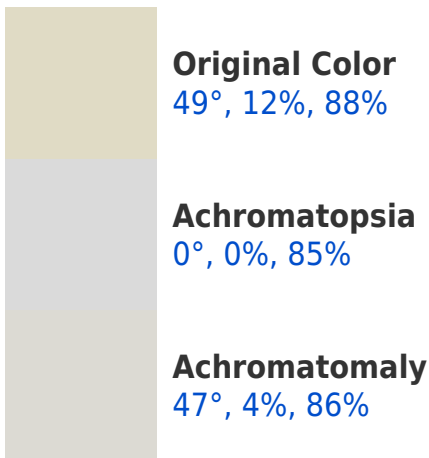 Original Color
49°, 12%, 88%
Achromatopsia
0°, 0%, 85%
Achromatomaly
47°, 4%, 86%